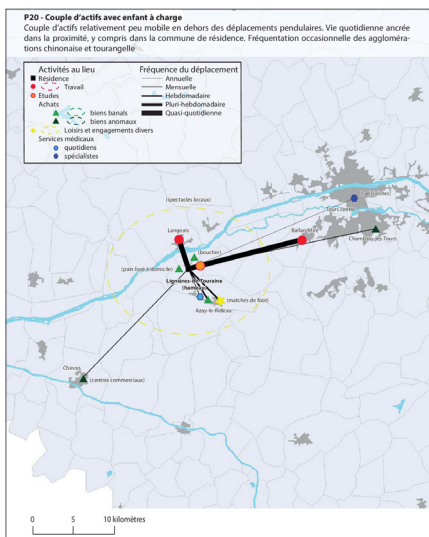 P20 - Couple d'actifs avec enfant à charge
Couple d'actifs relativement peu mobile en dehors des déplacements pendulaires. Vie quotidienne ancrée
dans la proximité, y compris dans la commune de résidence. Fréquentation occasionnelle des aggloméra-
tions chinonaise et tourangelle
Activités au lieu
Résidence
Travail
Etudes
Achats
biens banals
biens anomaux
Loisirs et engagements divers
Services médicaux
quotidiens
spécialistes
Fréquence du déplacement
Annuelle
Mensuelle
Hebdomadaire
Pluri-hebdomadaire
Quasi-quotidienne
(spectacles locaux)
Tours centre
Langeais
Ballan-Miré
Chambray-lès-Tours
(boucher)
(pain livré à domicile)
Lignières-de-Touraine
(hameau)
(matches de foot)
Azay-le-Rideau
Chinon
(centres commerciaux)
0 5 10 kilomètres